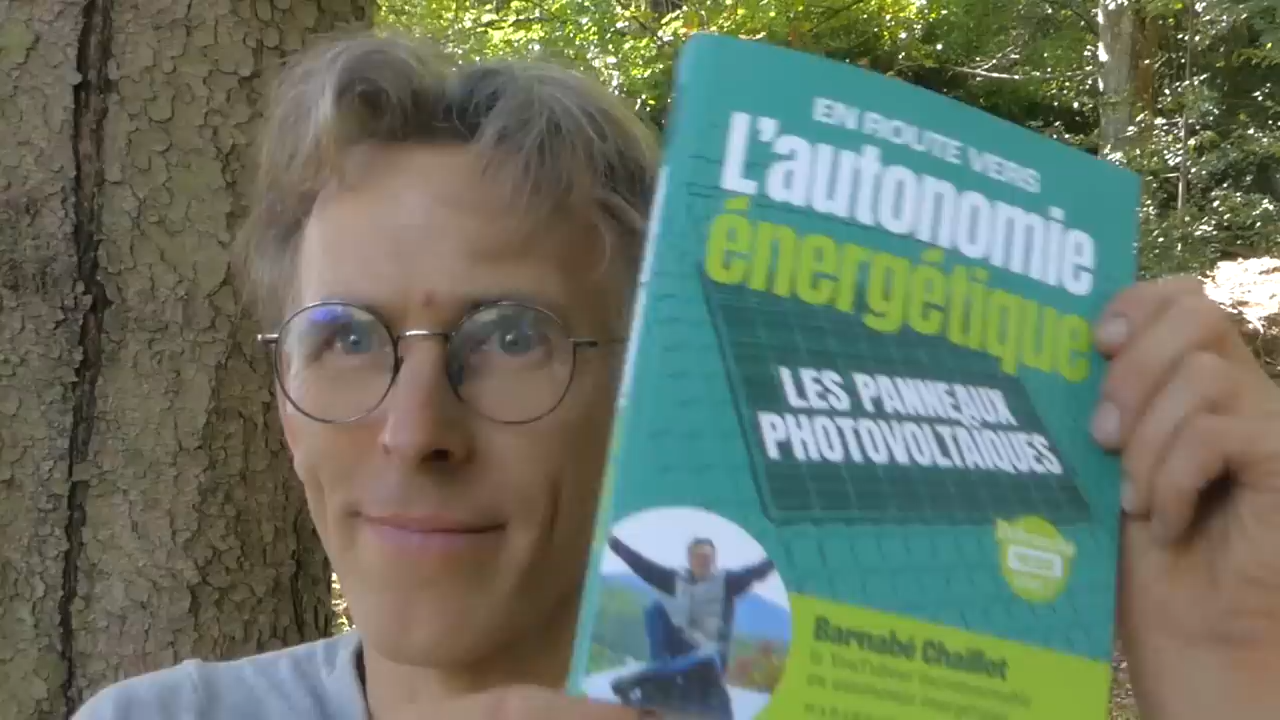 EN ROUTE VERS
L'autonomie
énergétique
LES PANNEAUX
PHOTOVOLTAÏQUES
Barnabé Chaillot